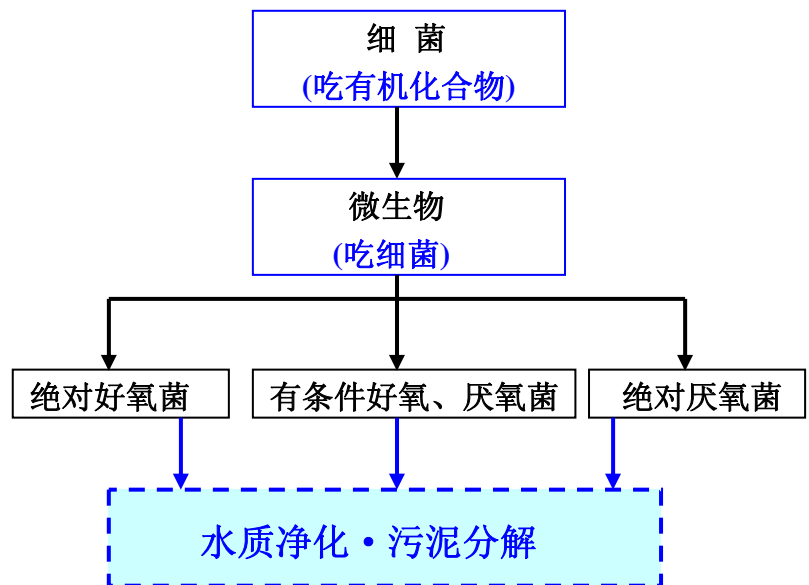 细 菌
(吃有机化合物)
微生物
(吃细菌)
绝对好氧菌
有条件好氧、厌氧菌
绝对厌氧菌
水质净化·污泥分解